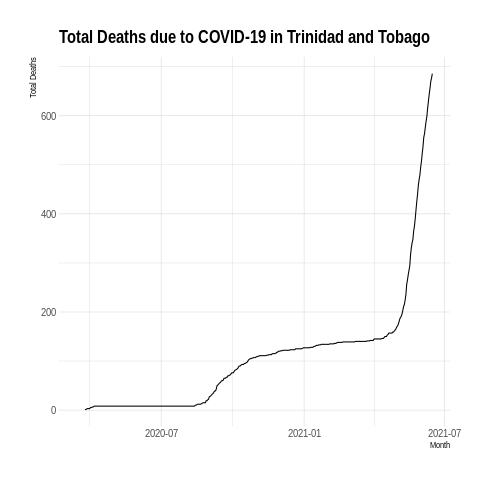 Total Deaths due to COVID-19 in Trinidad and Tobago
Total Deaths
600
400
200
0
2020-07
2021-01
2021-07
Month